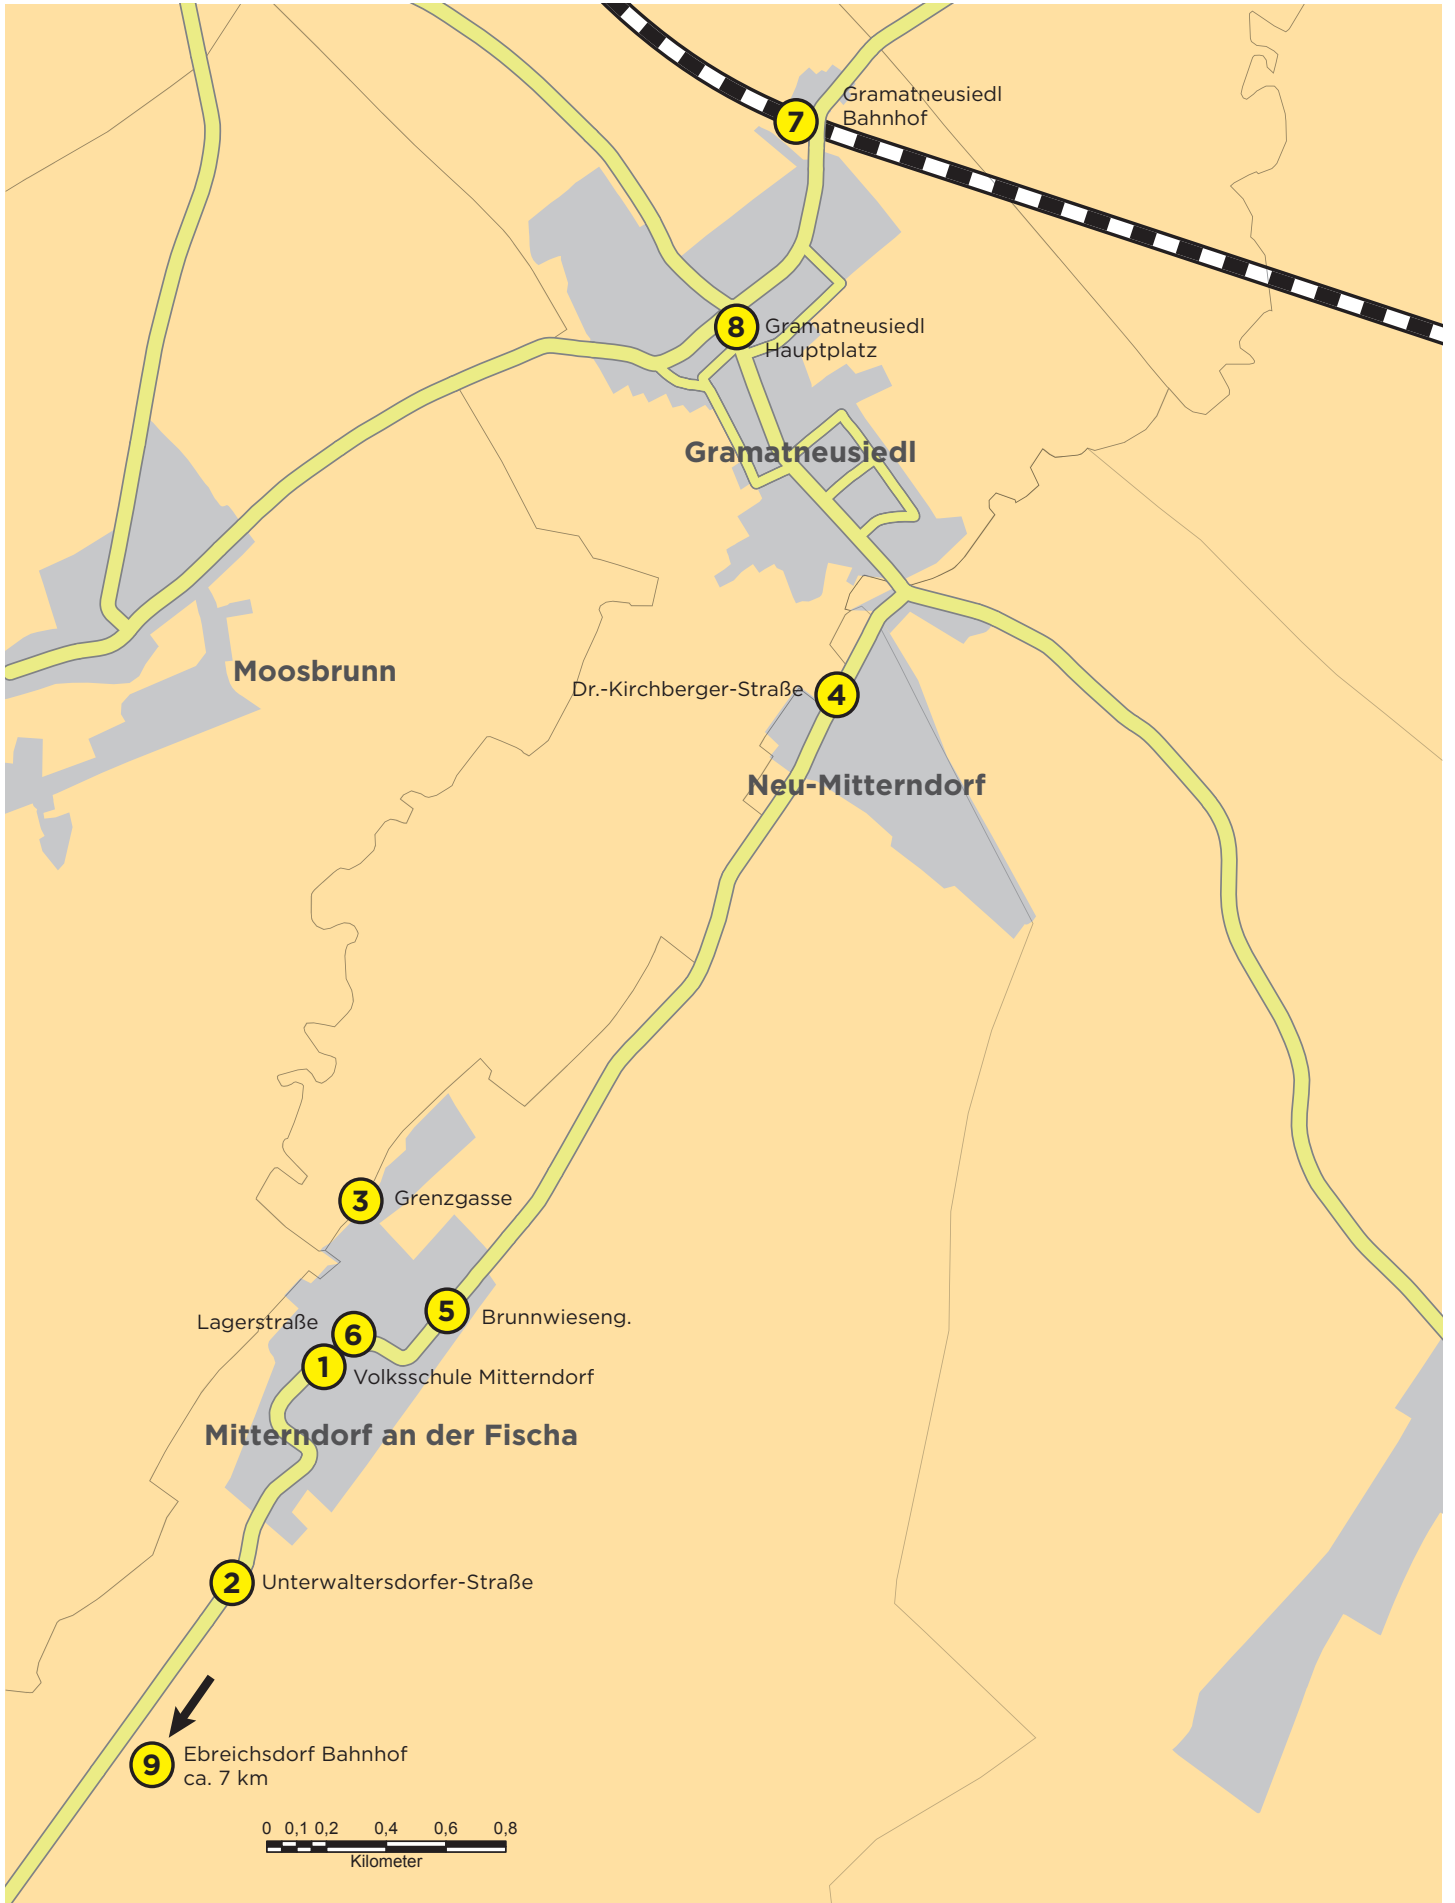 7
Gramatneusiedl
Bahnhof
8
Gramatneusiedl
Hauptplatz
Gramatneusiedl
Moosbrunn
Dr.-Kirchberger-Straße
4
Neu-Mitterndorf
3
Grenzgasse
5
Brunnwieseng.
Lagerstraße
6
1
Volksschule Mitterndorf
Mitterndorf an der Fischa
2
Unterwaltersdorfer-Straße
9
Ebreichsdorf Bahnhof
ca. 7 km
0 0,1 0,2 0,4 0,6 0,8
Kilometer